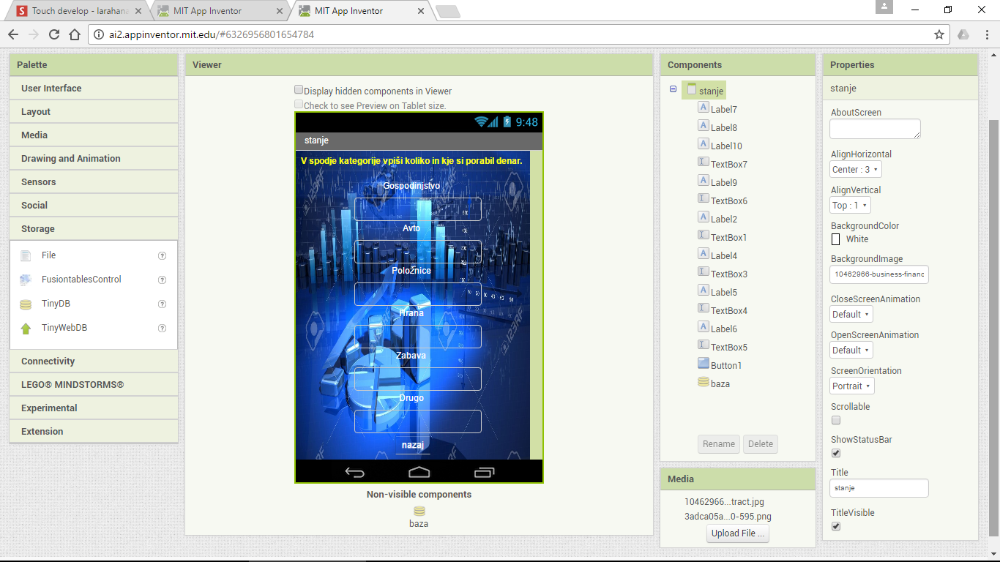 Touch develop - larahana
MIT App Inventor
MIT App Inventor
ai2.appinventor.mit.edu/#6326956801654784
Palette
User Interface
Layout
Media
Drawing and Animation
Sensors
Social
Storage
File
FusiontablesControl
TinyDB
TinyWebDB
Connectivity
LEGO® MINDSTORMS®
Experimental
Extension
Viewer
Display hidden components in Viewer
Check to see Preview on Tablet size.
9:48
stanje
V spodje kategorije vpiši koliko in kje si porabil denar.
Gospodinjstvo
Avto
Položnice
Hrana
Zabava
Drugo
nazaj
Non-visible components
baza
Components
stanje
Label7
Label8
Label10
TextBox7
Label9
TextBox6
Label2
TextBox1
Label4
TextBox3
Label5
TextBox4
Label6
TextBox5
Button1
baza
Rename Delete
Media
10462966...tract.jpg
3adca05a...0-595.png
Upload File ...
Properties
stanje
AboutScreen
AlignHorizontal
Center : 3
AlignVertical
Top : 1
BackgroundColor
White
BackgroundImage
10462966-business-financ
CloseScreenAnimation
Default
OpenScreenAnimation
Default
ScreenOrientation
Portrait
Scrollable
ShowStatusBar
Title
stanje
TitleVisible